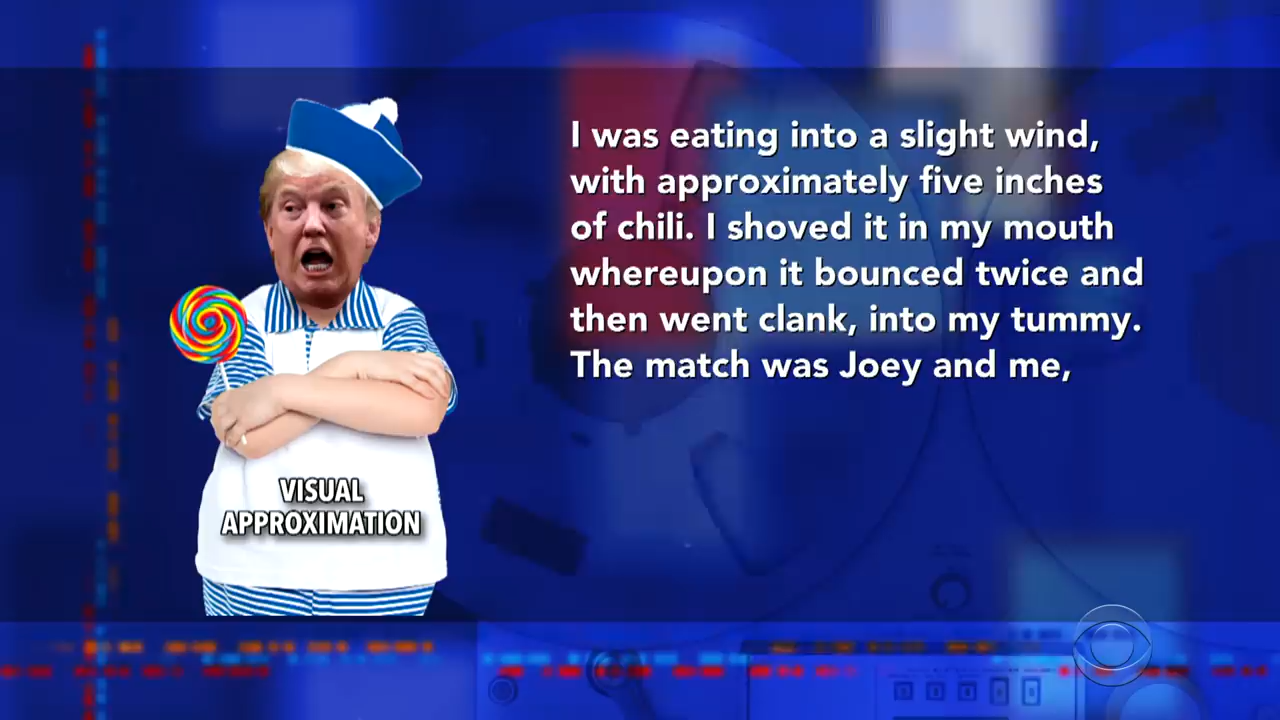 I was eating into a slight wind,
with approximately five inches
of chili. I shoved it in my mouth
whereupon it bounced twice and
then went clank, into my tummy.
The match was Joey and me,
VISUAL
APPROXIMATION